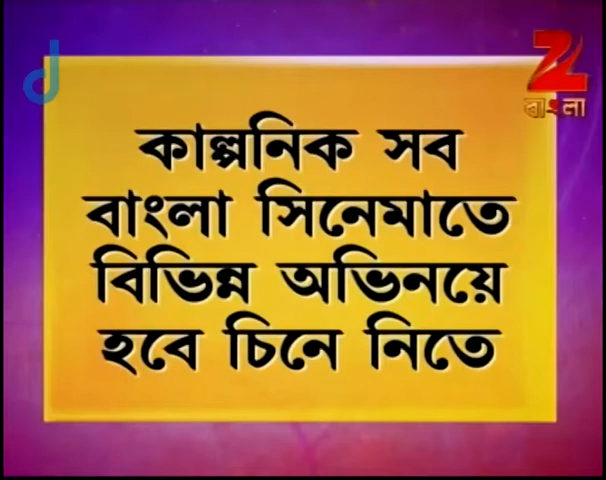 কাল্পনিক সব
বাংলা সিনেমাতে
বিভিন্ন অভিনয়ে
হবে চিনে নিতে
Z
বাংলা
d